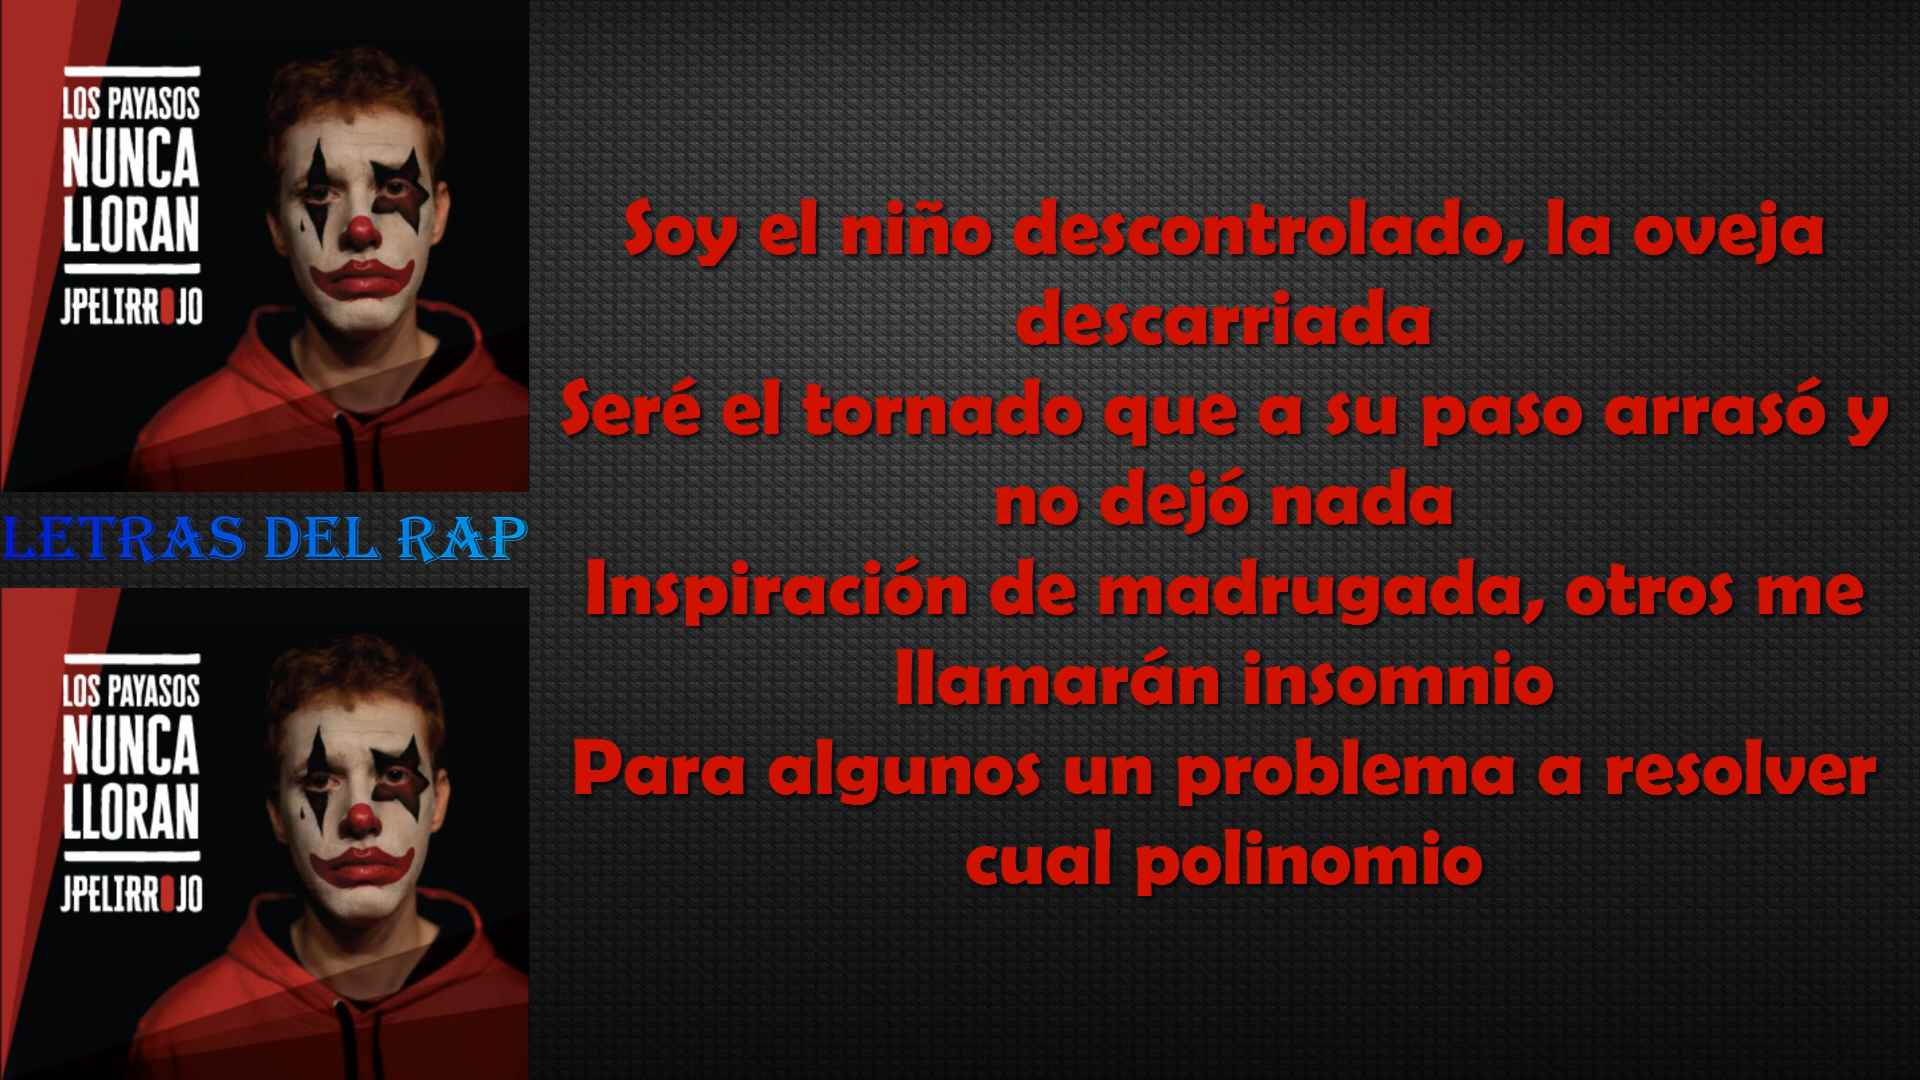 LOS PAYASOS
NUNCA
LLORAN
JPELIRROJO
LETRAS DEL RAP
LOS PAYASOS
NUNCA
LLORAN
JPELIRROJO
Soy el niño descontrolado, la oveja
descarriada
Seré el tornado que a su paso arrasó y
no dejó nada
Inspiración de madrugada, otros me
llamarán insomnio
Para algunos un problema a resolver
cual polinomio